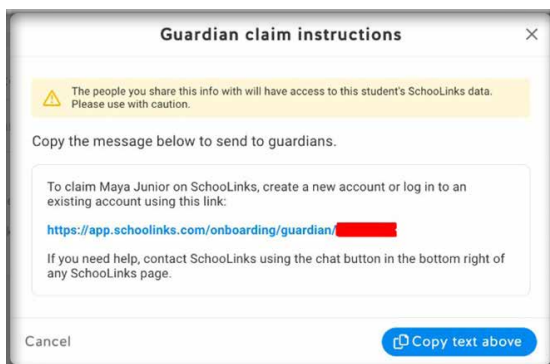 Guardian claim instructions
The people you share this info with will have access to this student's SchooLinks data.
Please use with caution.
Copy the message below to send to guardians.
To claim Maya Junior on SchooLinks, create a new account or log in to an
existing account using this link:
https://app.schoolinks.com/onboarding/guardian/
If you need help, contact SchooLinks using the chat button in the bottom right of
any SchooLinks page.
Cancel
Copy text above